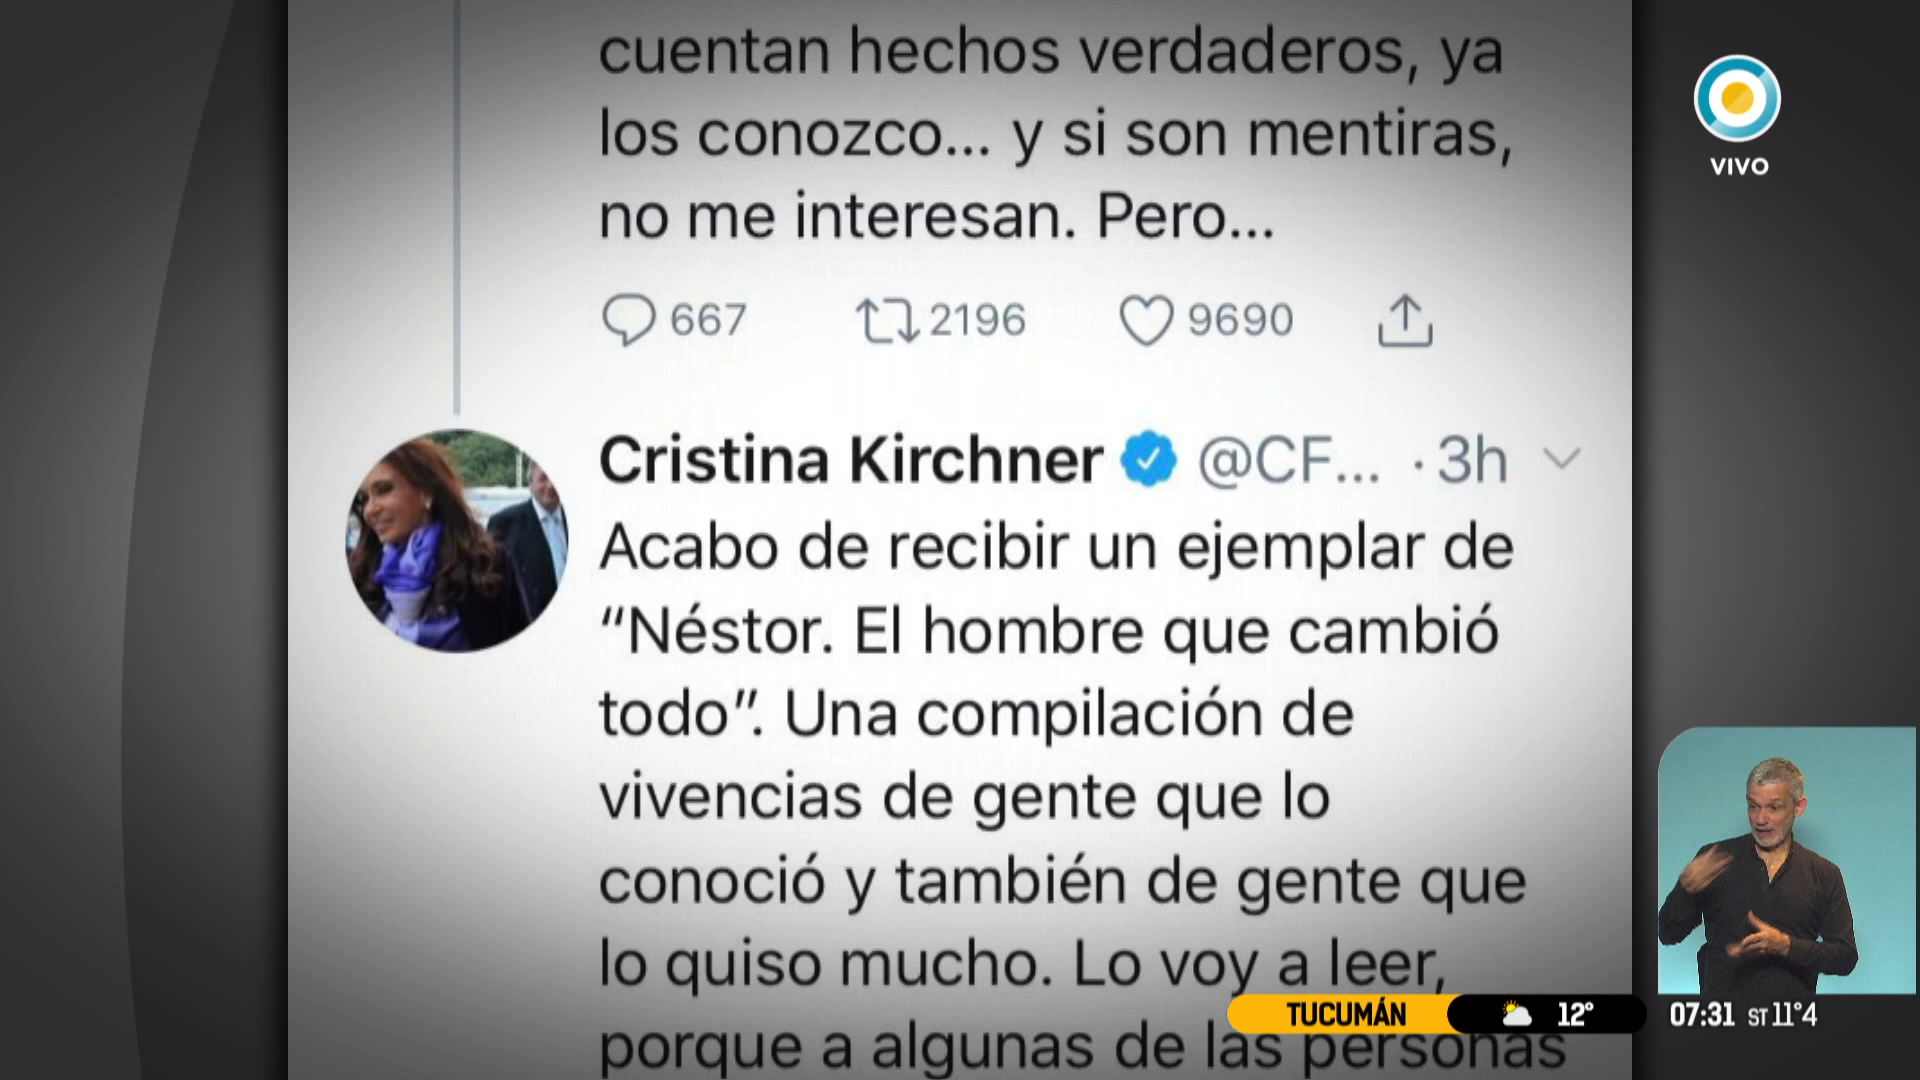 cuentan hechos verdaderos, ya
los conozco... y si son mentiras,
no me interesan. Pero...
667 2196 9690
Cristina Kirchner @CF... · 3h
Acabo de recibir un ejemplar de
“Néstor. El hombre que cambió
todo”. Una compilación de
vivencias de gente que lo
conoció y también de gente que
lo quiso mucho. Lo voy a leer,
porque a algunas de las personas
VIVO
TUCUMÁN 12° 07:31 ST 11°4